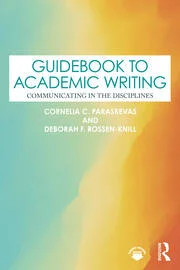 GUIDEBOOK TO
ACADEMIC WRITING
COMMUNICATING IN THE DISCIPLINES
CORNELIA C. PARASKEVAS
AND
DEBORAH F. ROSSEN-KNILL
R